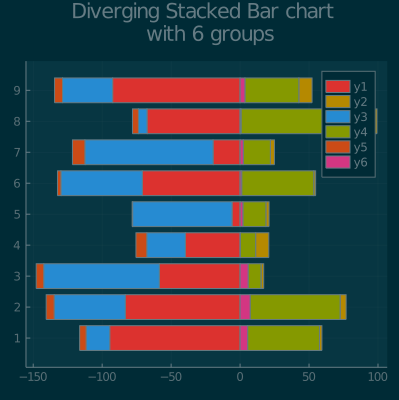 Diverging Stacked Bar chart
with 6 groups
9
8
7
6
5
4
3
2
1
y1
y2
y3
y4
y5
y6
−150 −100 −50 0 50 100